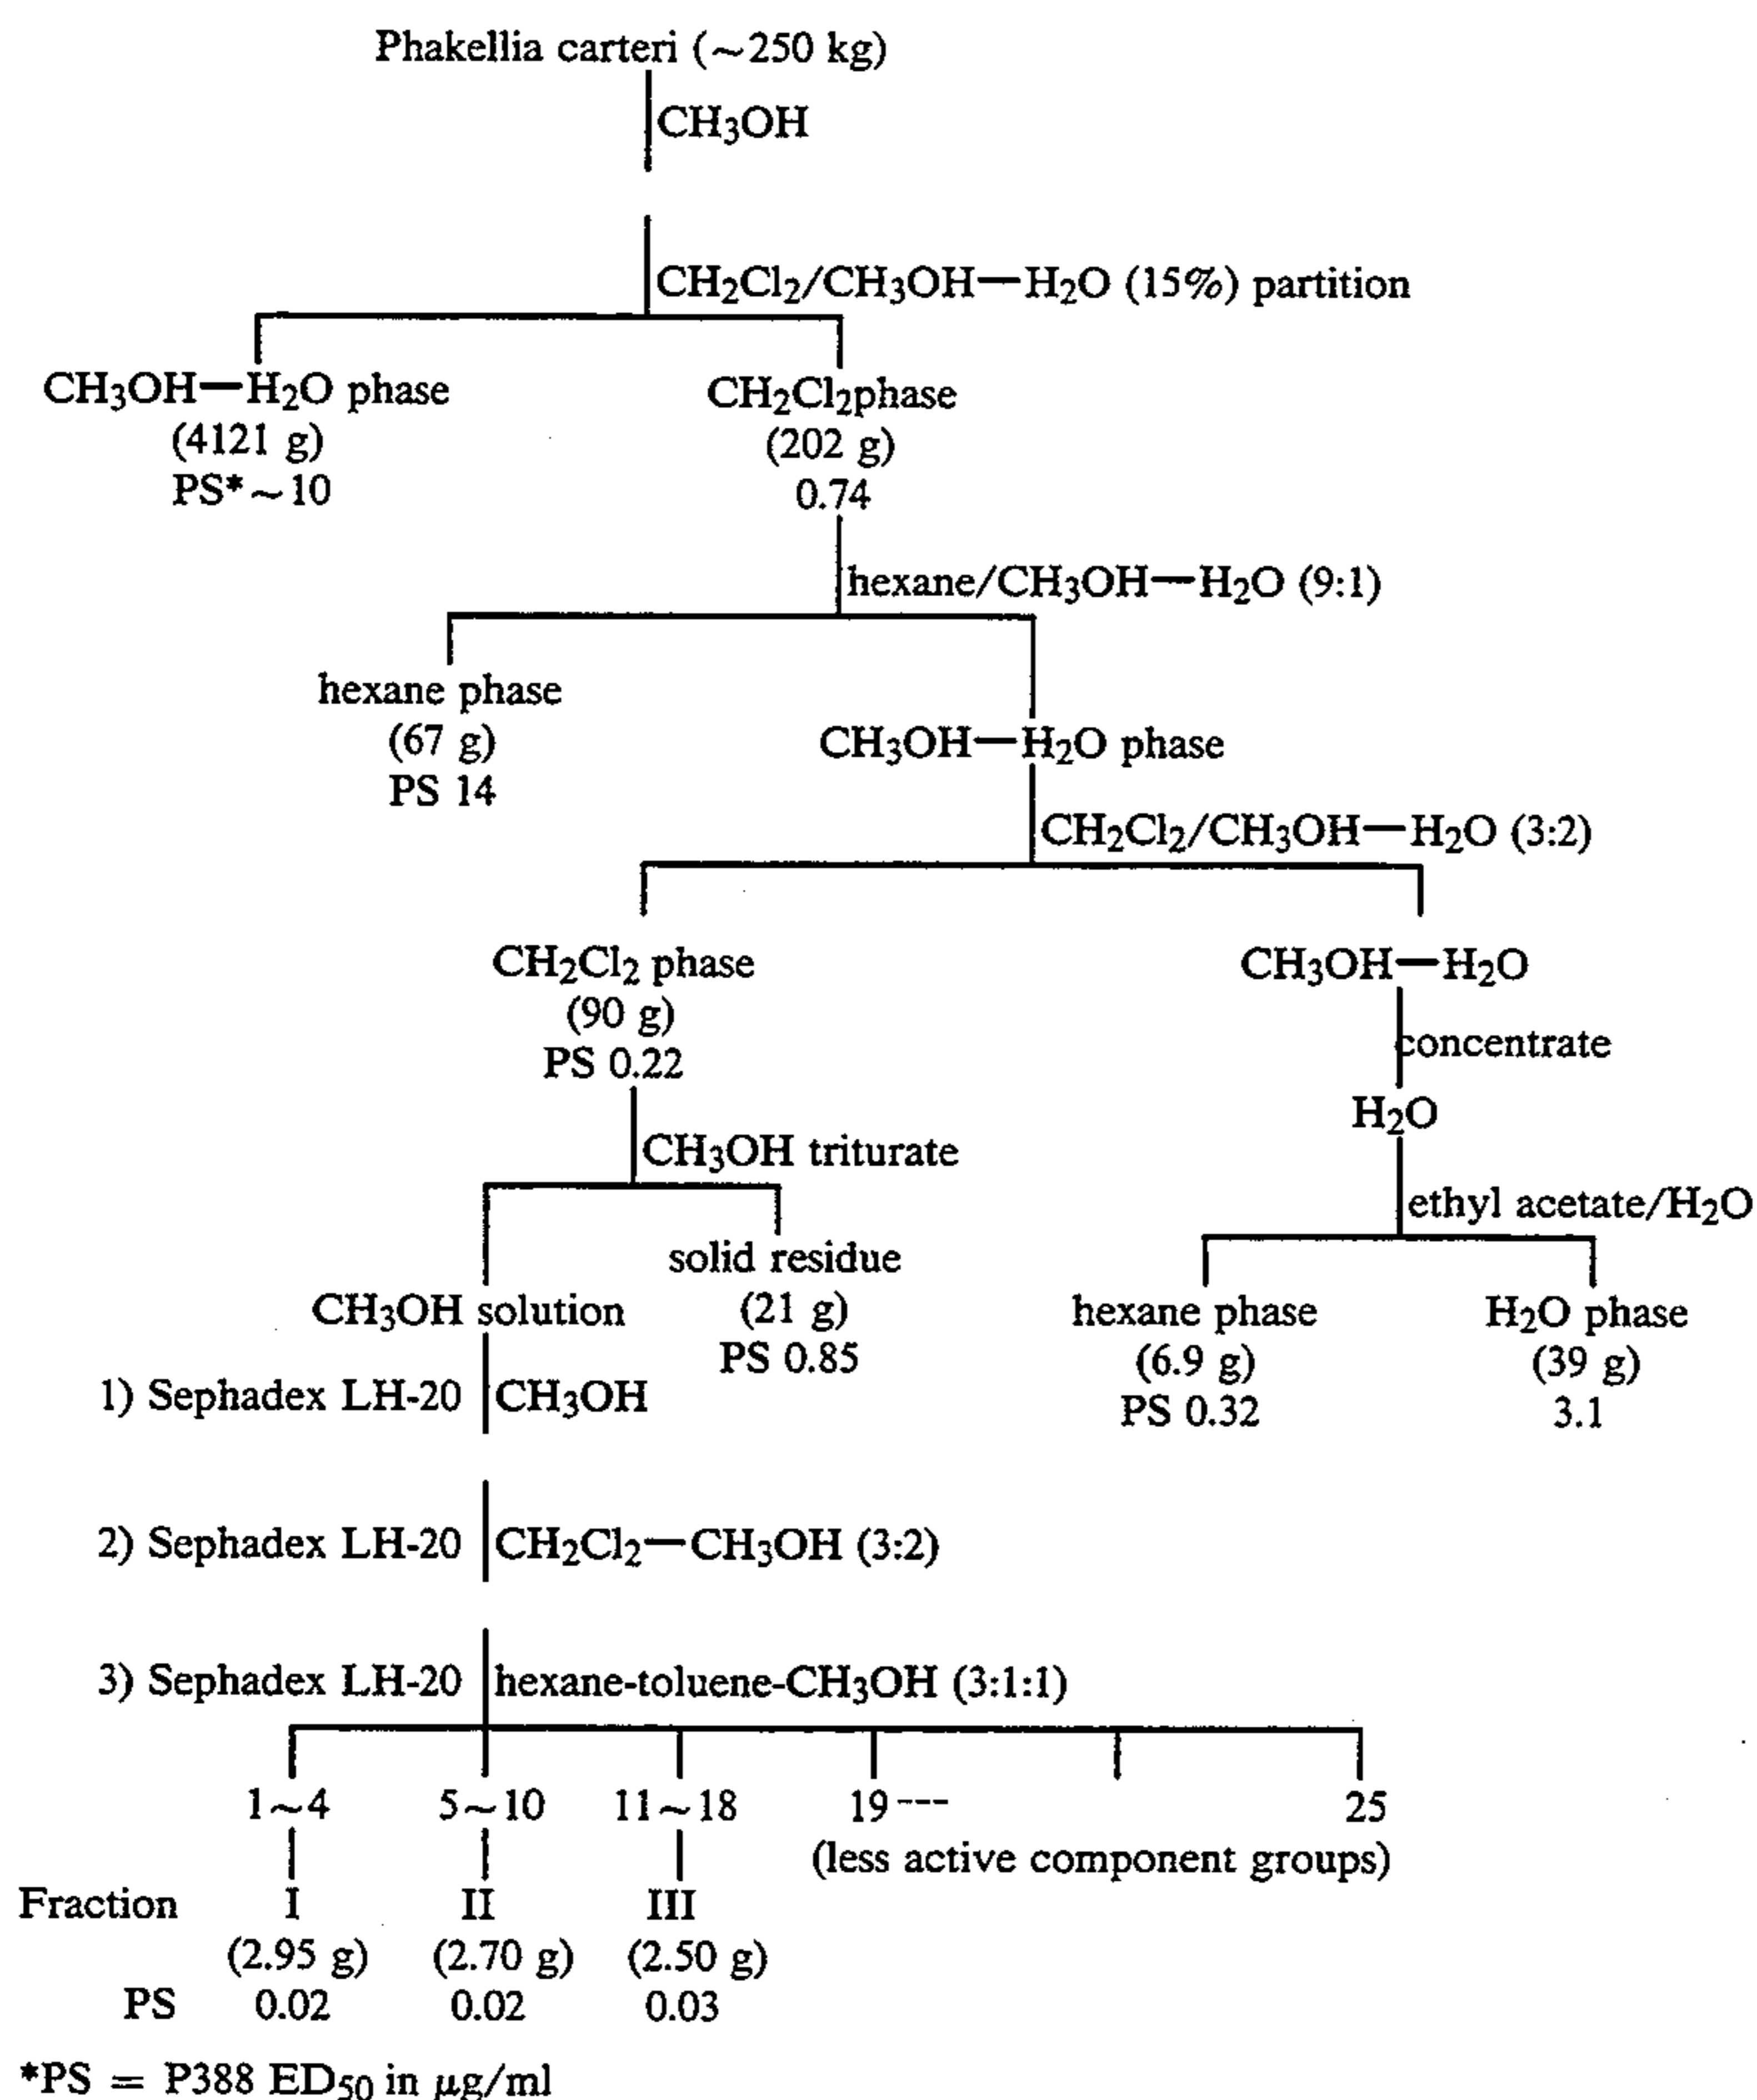 Phakellia carteri (~250 kg)
CH3OH
CH2Cl2/CH3OH—H2O (15%) partition
CH3OH—H2O phase
(4121 g)
PS* ~10
CH2Cl2phase
(202 g)
0.74
hexane/CH3OH—H2O (9:1)
hexane phase
(67 g)
PS 14
CH3OH—H2O phase
CH2Cl2/CH3OH—H2O (3:2)
CH2Cl2 phase
(90 g)
PS 0.22
CH3OH—H2O
concentrate
H2O
CH3OH triturate
ethyl acetate/H2O
CH3OH solution
solid residue
(21 g)
PS 0.85
hexane phase
(6.9 g)
PS 0.32
H2O phase
(39 g)
3.1
1) Sephadex LH-20 CH3OH
2) Sephadex LH-20 CH2Cl2—CH3OH (3:2)
3) Sephadex LH-20 hexane-toluene-CH3OH (3:1:1)
1~4 5~10 11~18 19 --- 25
(less active component groups)
Fraction I II III
(2.95 g) (2.70 g) (2.50 g)
PS 0.02 0.02 0.03
*PS = P388 ED50 in μg/ml